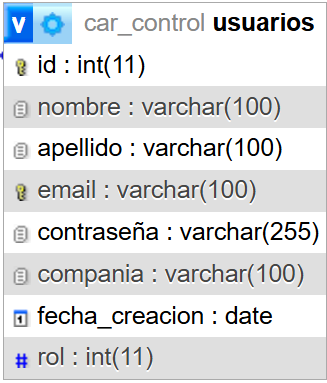 v car_control usuarios
id : int(11)
nombre : varchar(100)
apellido : varchar(100)
email : varchar(100)
contraseña : varchar(255)
compania : varchar(100)
1 fecha_creacion : date
# rol : int(11)